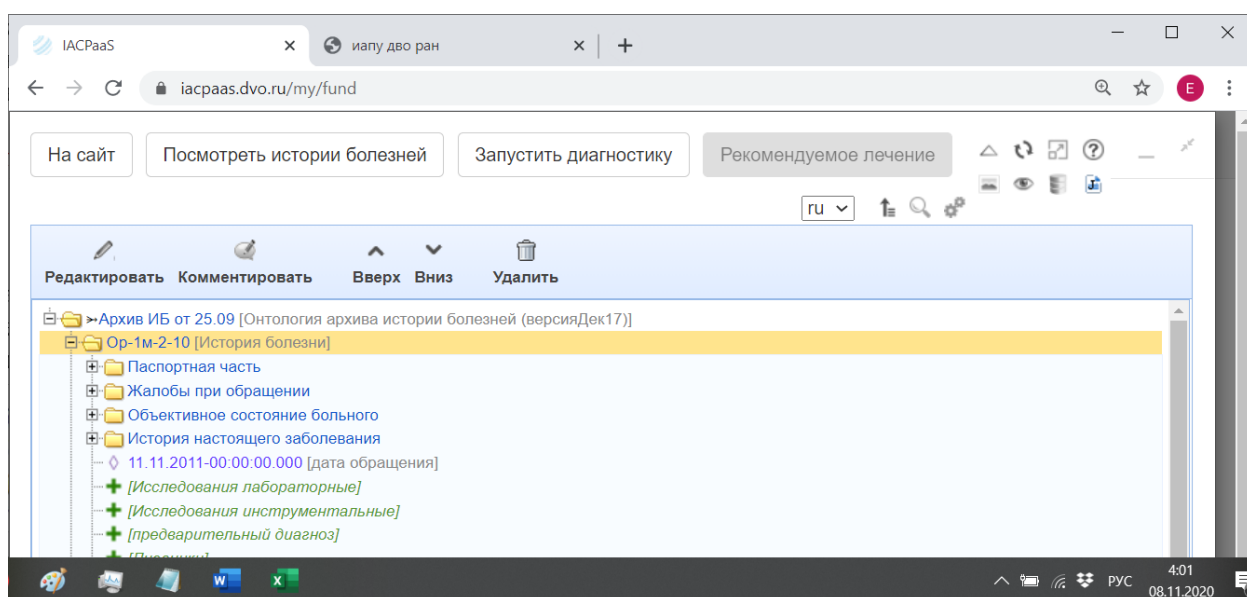 IACPaaS
иапу дво ран
iacpaas.dvo.ru/my/fund
E
На сайт
Посмотреть истории болезней
Запустить диагностику
Рекомендуемое лечение
ru
Редактировать
Комментировать
Вверх
Вниз
Удалить
Архив ИБ от 25.09 [Онтология архива истории болезней (версияДек17)]
Ор-1м-2-10 [История болезни]
Паспортная часть
Жалобы при обращении
Объективное состояние больного
История настоящего заболевания
11.11.2011-00:00:00.000 [дата обращения]
[Исследования лабораторные]
[Исследования инструментальные]
[предварительный диагноз]
РУС
4:01
08.11.2020